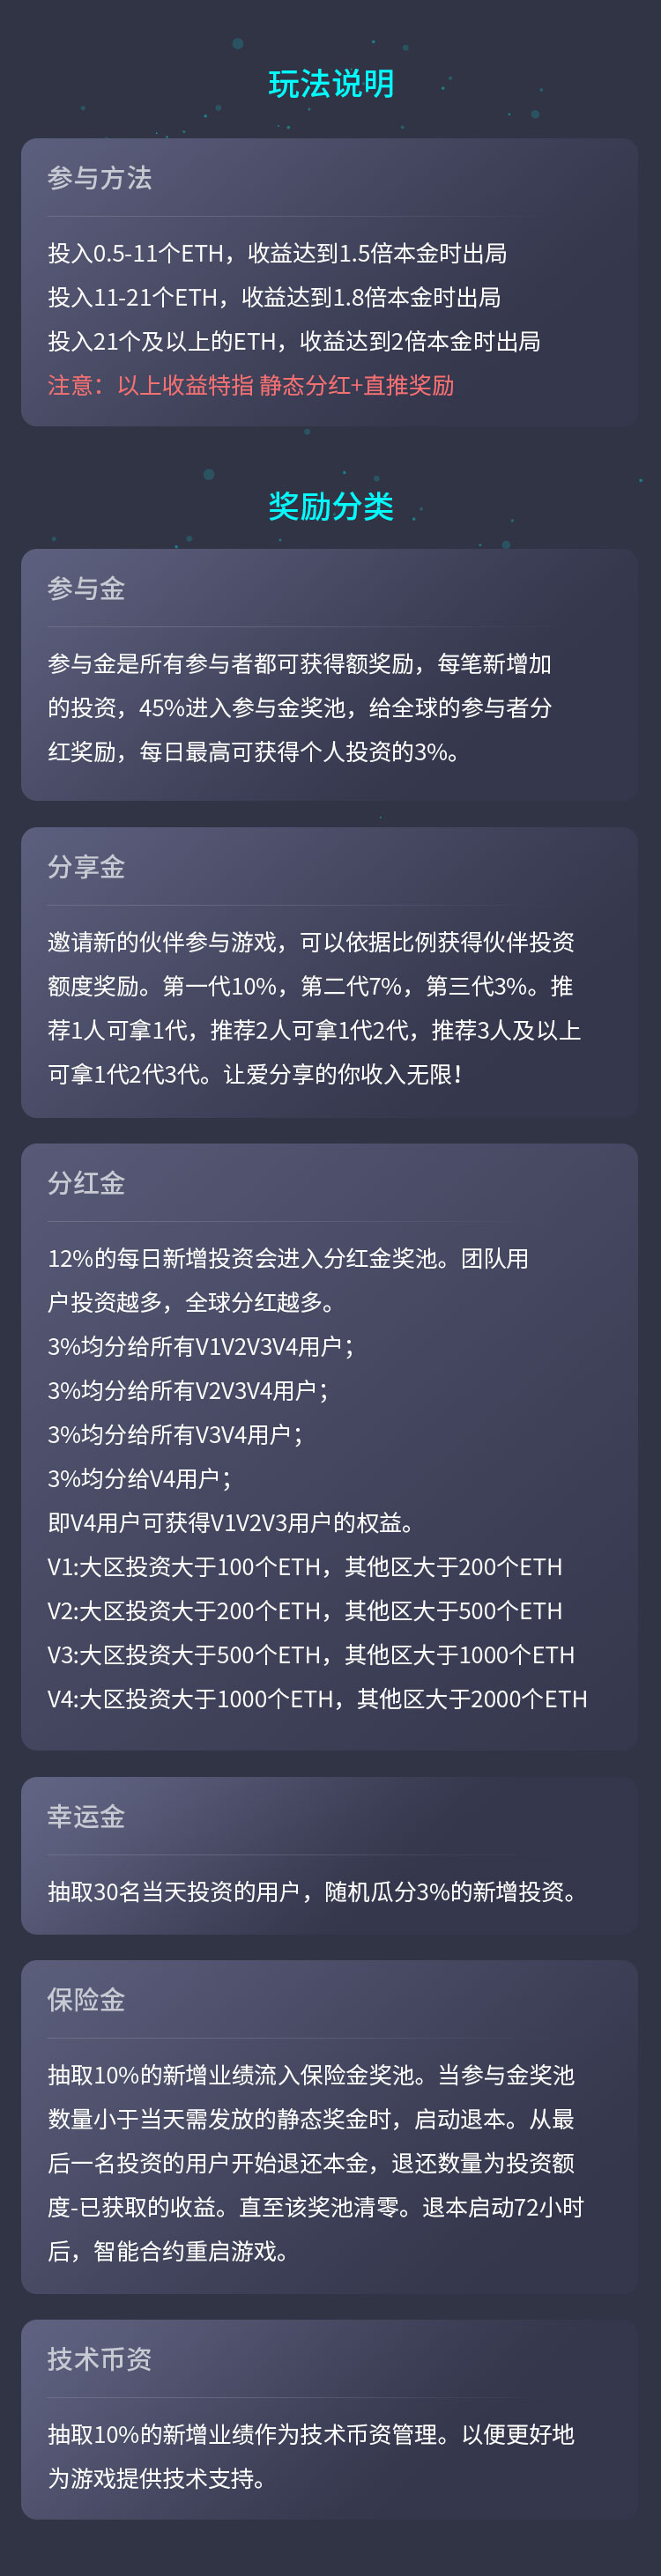 玩法说明
参与方法
投入0.5-11个ETH，收益达到1.5倍本金时出局
投入11-21个ETH，收益达到1.8倍本金时出局
投入21个及以上的ETH，收益达到2倍本金时出局
注意：以上收益特指 静态分红+直推奖励
奖励分类
参与金
参与金是所有参与者都可获得额奖励，每笔新增加
的投资，45%进入参与金奖池，给全球的参与者分
红奖励，每日最高可获得个人投资的3%。
分享金
邀请新的伙伴参与游戏，可以依据比例获得伙伴投资
额度奖励。第一代10%，第二代7%，第三代3%。推
荐1人可拿1代，推荐2人可拿1代2代，推荐3人及以上
可拿1代2代3代。让爱分享的你收入无限！
分红金
12%的每日新增投资会进入分红金奖池。团队用
户投资越多，全球分红越多。
3%均分给所有V1V2V3V4用户；
3%均分给所有V2V3V4用户；
3%均分给所有V3V4用户；
3%均分给V4用户；
即V4用户可获得V1V2V3用户的权益。
V1:大区投资大于100个ETH，其他区大于200个ETH
V2:大区投资大于200个ETH，其他区大于500个ETH
V3:大区投资大于500个ETH，其他区大于1000个ETH
V4:大区投资大于1000个ETH，其他区大于2000个ETH
幸运金
抽取30名当天投资的用户，随机瓜分3%的新增投资。
保险金
抽取10%的新增业绩流入保险金奖池。当参与金奖池
数量小于当天需发放的静态奖金时，启动退本。从最
后一名投资的用户开始退还本金，退还数量为投资额
度-已获取的收益。直至该奖池清零。退本启动72小时
后，智能合约重启游戏。
技术币资
抽取10%的新增业绩作为技术币资管理。以便更好地
为游戏提供技术支持。